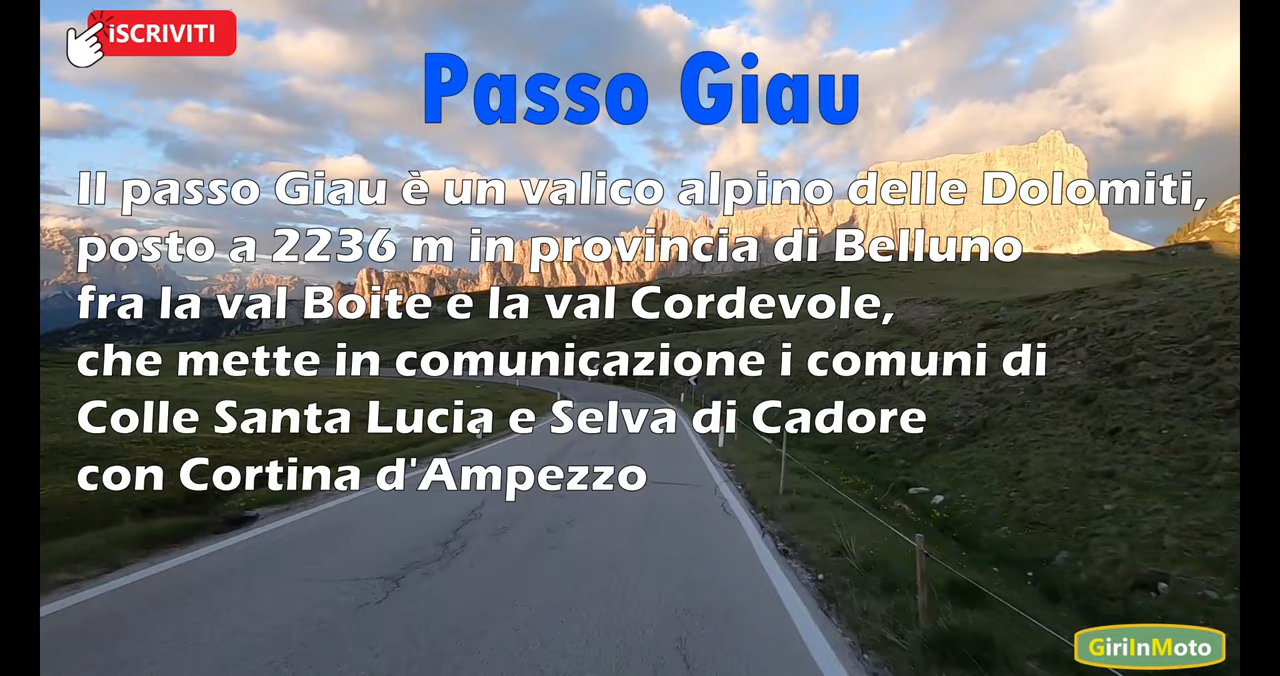 iSCRIVITI
Passo Giau
Il passo Giau è un valico alpino delle Dolomiti,
posto a 2236 m in provincia di Belluno
fra la val Boite e la val Cordevole,
che mette in comunicazione i comuni di
Colle Santa Lucia e Selva di Cadore
con Cortina d'Ampezzo
GiriInMoto